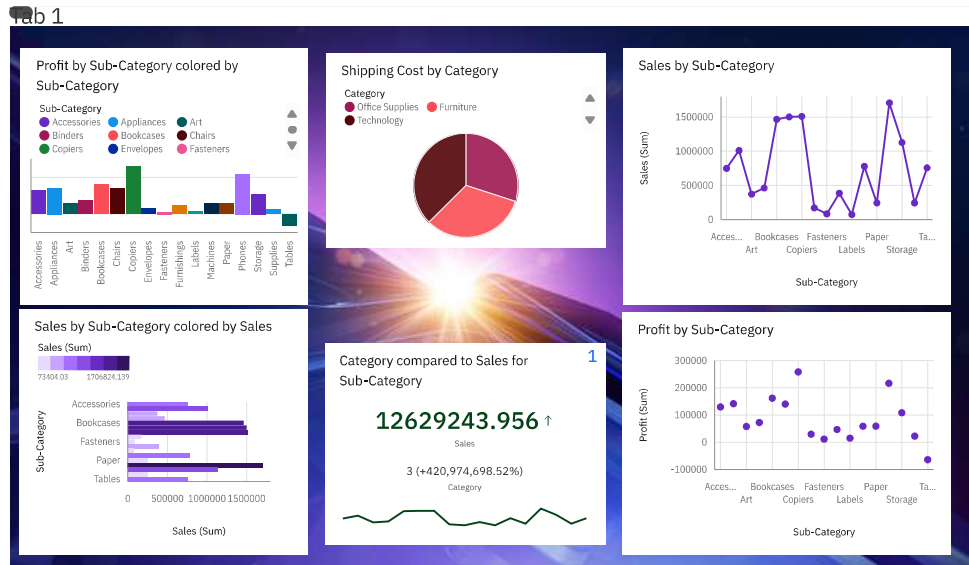 Tab 1
Profit by Sub-Category colored by
Sub-Category
Sub-Category
Accessories Appliances Art
Binders Bookcases Chairs
Copiers Envelopes Fasteners
Accessories
Appliances
Art
Binders
Bookcases
Chairs
Copiers
Envelopes
Fasteners
Furnishings
Labels
Machines
Paper
Phones
Storage
Supplies
Tables
Shipping Cost by Category
Category
Office Supplies Furniture
Technology
Sales by Sub-Category
Sales (Sum)
1500000
1000000
500000
0
Acces... Bookcases Fasteners Paper Ta...
Art Copiers Labels Storage
Sub-Category
Sales by Sub-Category colored by Sales
Sales (Sum)
73404.03 1706824.139
Sub-Category
Accessories
Bookcases
Fasteners
Paper
Tables
0 500000 1000000 1500000
Sales (Sum)
Category compared to Sales for
Sub-Category
1
12629243.956 ↑
Sales
3 (+420,974,698.52%)
Category
Profit by Sub-Category
Profit (Sum)
300000
200000
100000
0
-100000
Acces... Bookcases Fasteners Paper Ta...
Art Copiers Labels Storage
Sub-Category